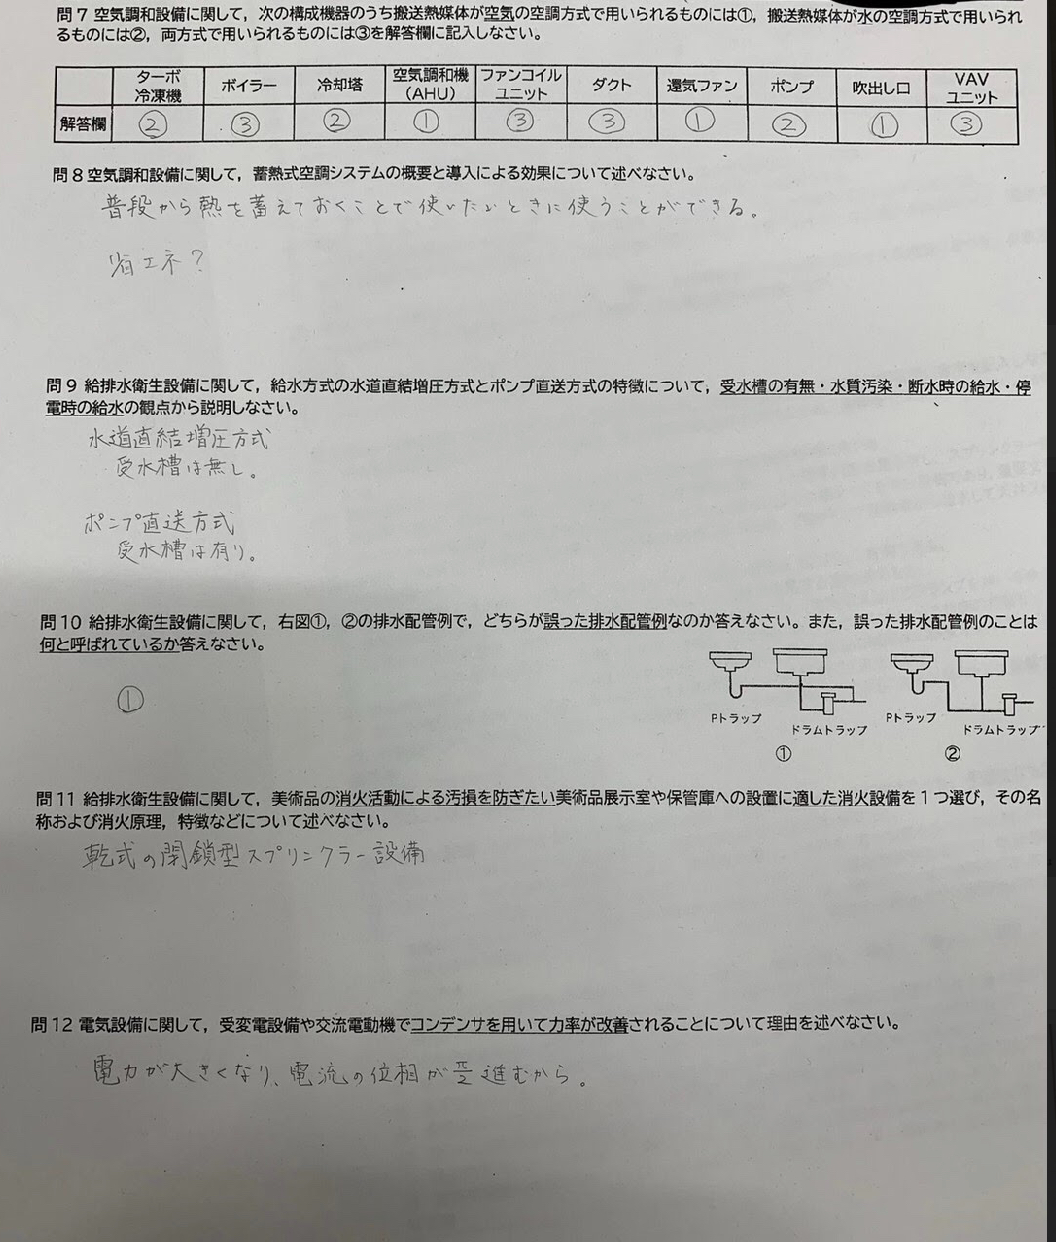 問7 空気調和設備に関して，次の構成機器のうち搬送熱媒体が空気の空調方式で用いられるものには①，搬送熱媒体が水の空調方式で用いられ
るものには②，両方式で用いられるものには③を解答欄に記入しなさい。
ターボ冷凍機 ボイラー 冷却塔 空気調和機（AHU） ファンコイルユニット ダクト 還気ファン ポンプ 吹出し口 VAVユニット
解答欄 ② ③ ② ① ③ ③ ① ② ① ③
問8 空気調和設備に関して，蓄熱式空調システムの概要と導入による効果について述べなさい。
普段から熱を蓄えておくことで使いたいときに使うことができる。
省エネ？
問9 給排水衛生設備に関して，給水方式の水道直結増圧方式とポンプ直送方式の特徴について，受水槽の有無・水質汚染・断水時の給水・停
電時の給水の観点から説明しなさい。
水道直結増圧方式
受水槽は無し。
ポンプ直送方式
受水槽は有り。
問10 給排水衛生設備に関して，右図①，②の排水配管例で，どちらが誤った排水配管例なのか答えなさい。また，誤った排水配管例のことは
何と呼ばれているか答えなさい。
①
Pトラップ ドラムトラップ Pトラップ ドラムトラップ
① ②
問11 給排水衛生設備に関して，美術品の消火活動による汚損を防ぎたい美術品展示室や保管庫への設置に適した消火設備を1つ選び，その名
称および消火原理，特徴などについて述べなさい。
乾式の閉鎖型スプリンクラー設備
問12 電気設備に関して，受変電設備や交流電動機でコンデンサを用いて力率が改善されることについて理由を述べなさい。
電力が大きくなり、電流の位相が 進むから。